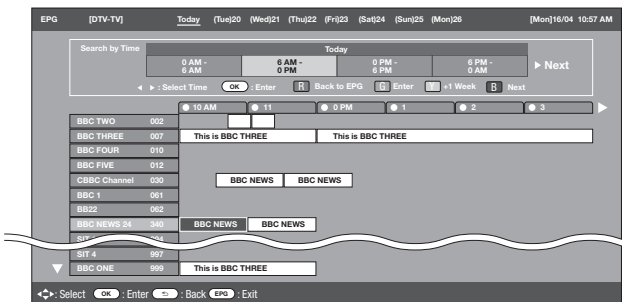 EPG [DTV-TV] Today (Tue)20 (Wed)21 (Thu)22 (Fri)23 (Sat)24 (Sun)25 (Mon)26 [Mon]16/04 10:57 AM
Search by Time Today
0 AM - 6 AM 6 AM - 0 PM 0 PM - 6 PM 6 PM - 0 AM Next
: Select Time OK : Enter R Back to EPG G Enter Y +1 Week B Next
10 AM 11 0 PM 1 2 3
BBC TWO 002
BBC THREE 007 This is BBC THREE This is BBC THREE
BBC FOUR 010
BBC FIVE 012
CBBC Channel 030 BBC NEWS BBC NEWS
BBC 1 061
BB22 062
BBC NEWS 24 340 BBC NEWS BBC NEWS
SIT 4 997
BBC ONE 999 This is BBC THREE
: Select OK : Enter : Back EPG : Exit